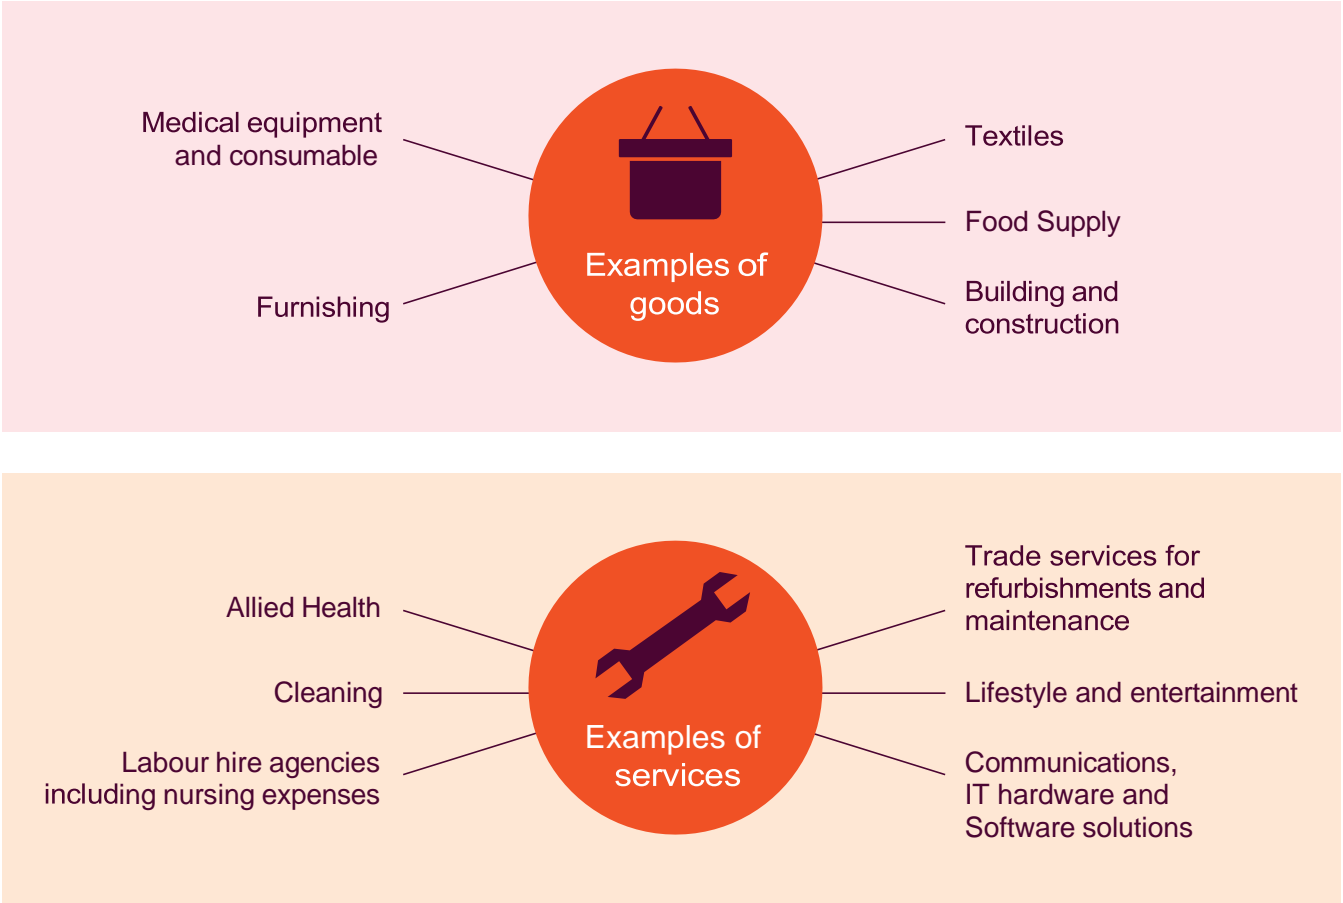 Medical equipment
and consumable
Furnishing
Examples of
goods
Textiles
Food Supply
Building and
construction
Allied Health
Cleaning
Labour hire agencies
including nursing expenses
Examples of
services
Trade services for
refurbishments and
maintenance
Lifestyle and entertainment
Communications,
IT hardware and
Software solutions